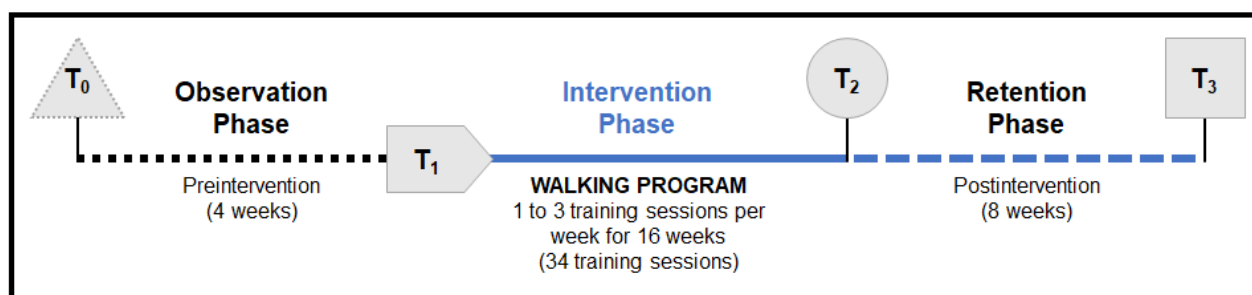 T0
Observation
Phase
Preintervention
(4 weeks)
T1
Intervention
Phase
WALKING PROGRAM
1 to 3 training sessions per
week for 16 weeks
(34 training sessions)
T2
Retention
Phase
Postintervention
(8 weeks)
T3